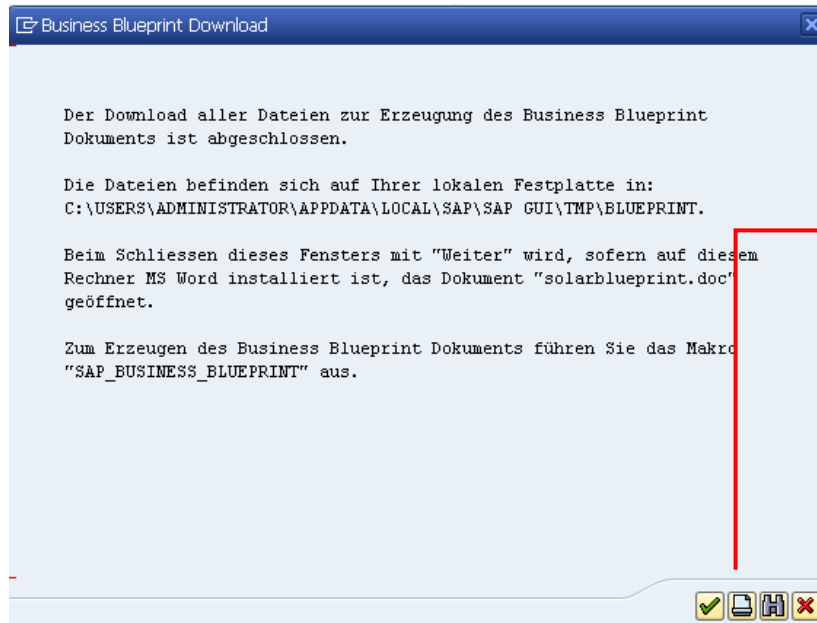 Business Blueprint Download
Der Download aller Dateien zur Erzeugung des Business Blueprint
Dokuments ist abgeschlossen.
Die Dateien befinden sich auf Ihrer lokalen Festplatte in:
C:\USERS\ADMINISTRATOR\APPDATA\LOCAL\SAP\SAP GUI\TMP\BLUEPRINT.
Beim Schliessen dieses Fensters mit "Weiter" wird, sofern auf diesem
Rechner MS Word installiert ist, das Dokument "solarblueprint.doc"
geöffnet.
Zum Erzeugen des Business Blueprint Dokuments führen Sie das Makro
"SAP_BUSINESS_BLUEPRINT" aus.